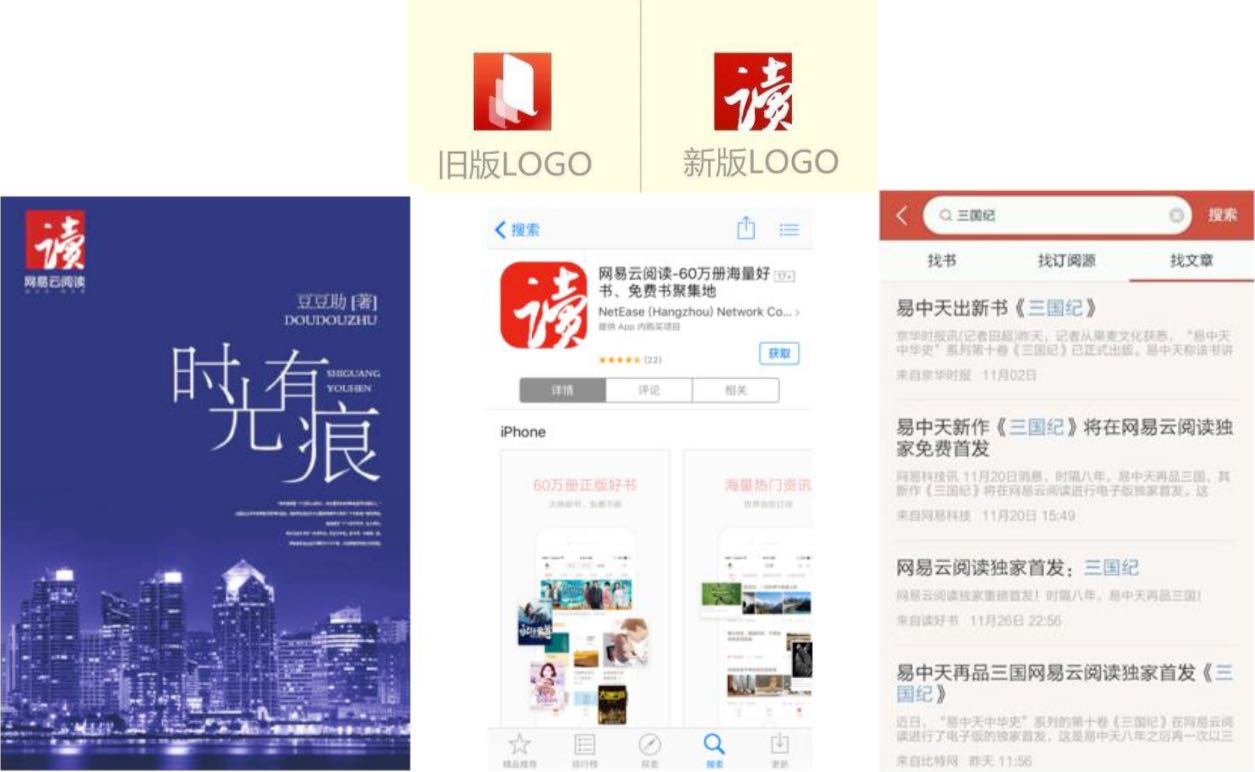 读
旧版LOGO
新版LOGO
读
网易云阅读
豆豆助 [著]
DOUDOUZHU
时光有痕
SHIGUANG
YOUHEN
搜索
读
网易云阅读-60万册海量好 17+
书、免费书聚集地
NetEase (Hangzhou) Network Co...
提供 App 内购买项目
(22)
获取
详情
评论
相关
iPhone
60万册正版好书
海量热门资讯
精品推荐
排行榜
探索
搜索
更新
三国纪
搜索
找书
找订阅源
找文章
易中天出新书《三国纪》
京华时报讯(记者田超)昨天，记者从果麦文化获悉，“易中天
中华史”系列第十卷《三国纪》已正式出版。易中天称该书讲
来自京华时报 11月02日
易中天新作《三国纪》将在网易云阅读独
家免费首发
网易科技讯 11月20日消息，时隔八年，易中天再品三国，其
新作《三国纪》将在网易云阅读进行电子版独家首发。这
来自网易科技 11月20日 15:49
网易云阅读独家首发：三国纪
网易云阅读独家重磅首发！时隔八年，易中天再品三国！
来自读好书 11月26日 22:56
易中天再品三国网易云阅读独家首发《三
国纪》
近日，“易中天中华史”系列的第十卷《三国纪》在网易云阅
读进行了电子版的独家首发，这是易中天八年之后再一次以三
来自比特网 昨天 11:56